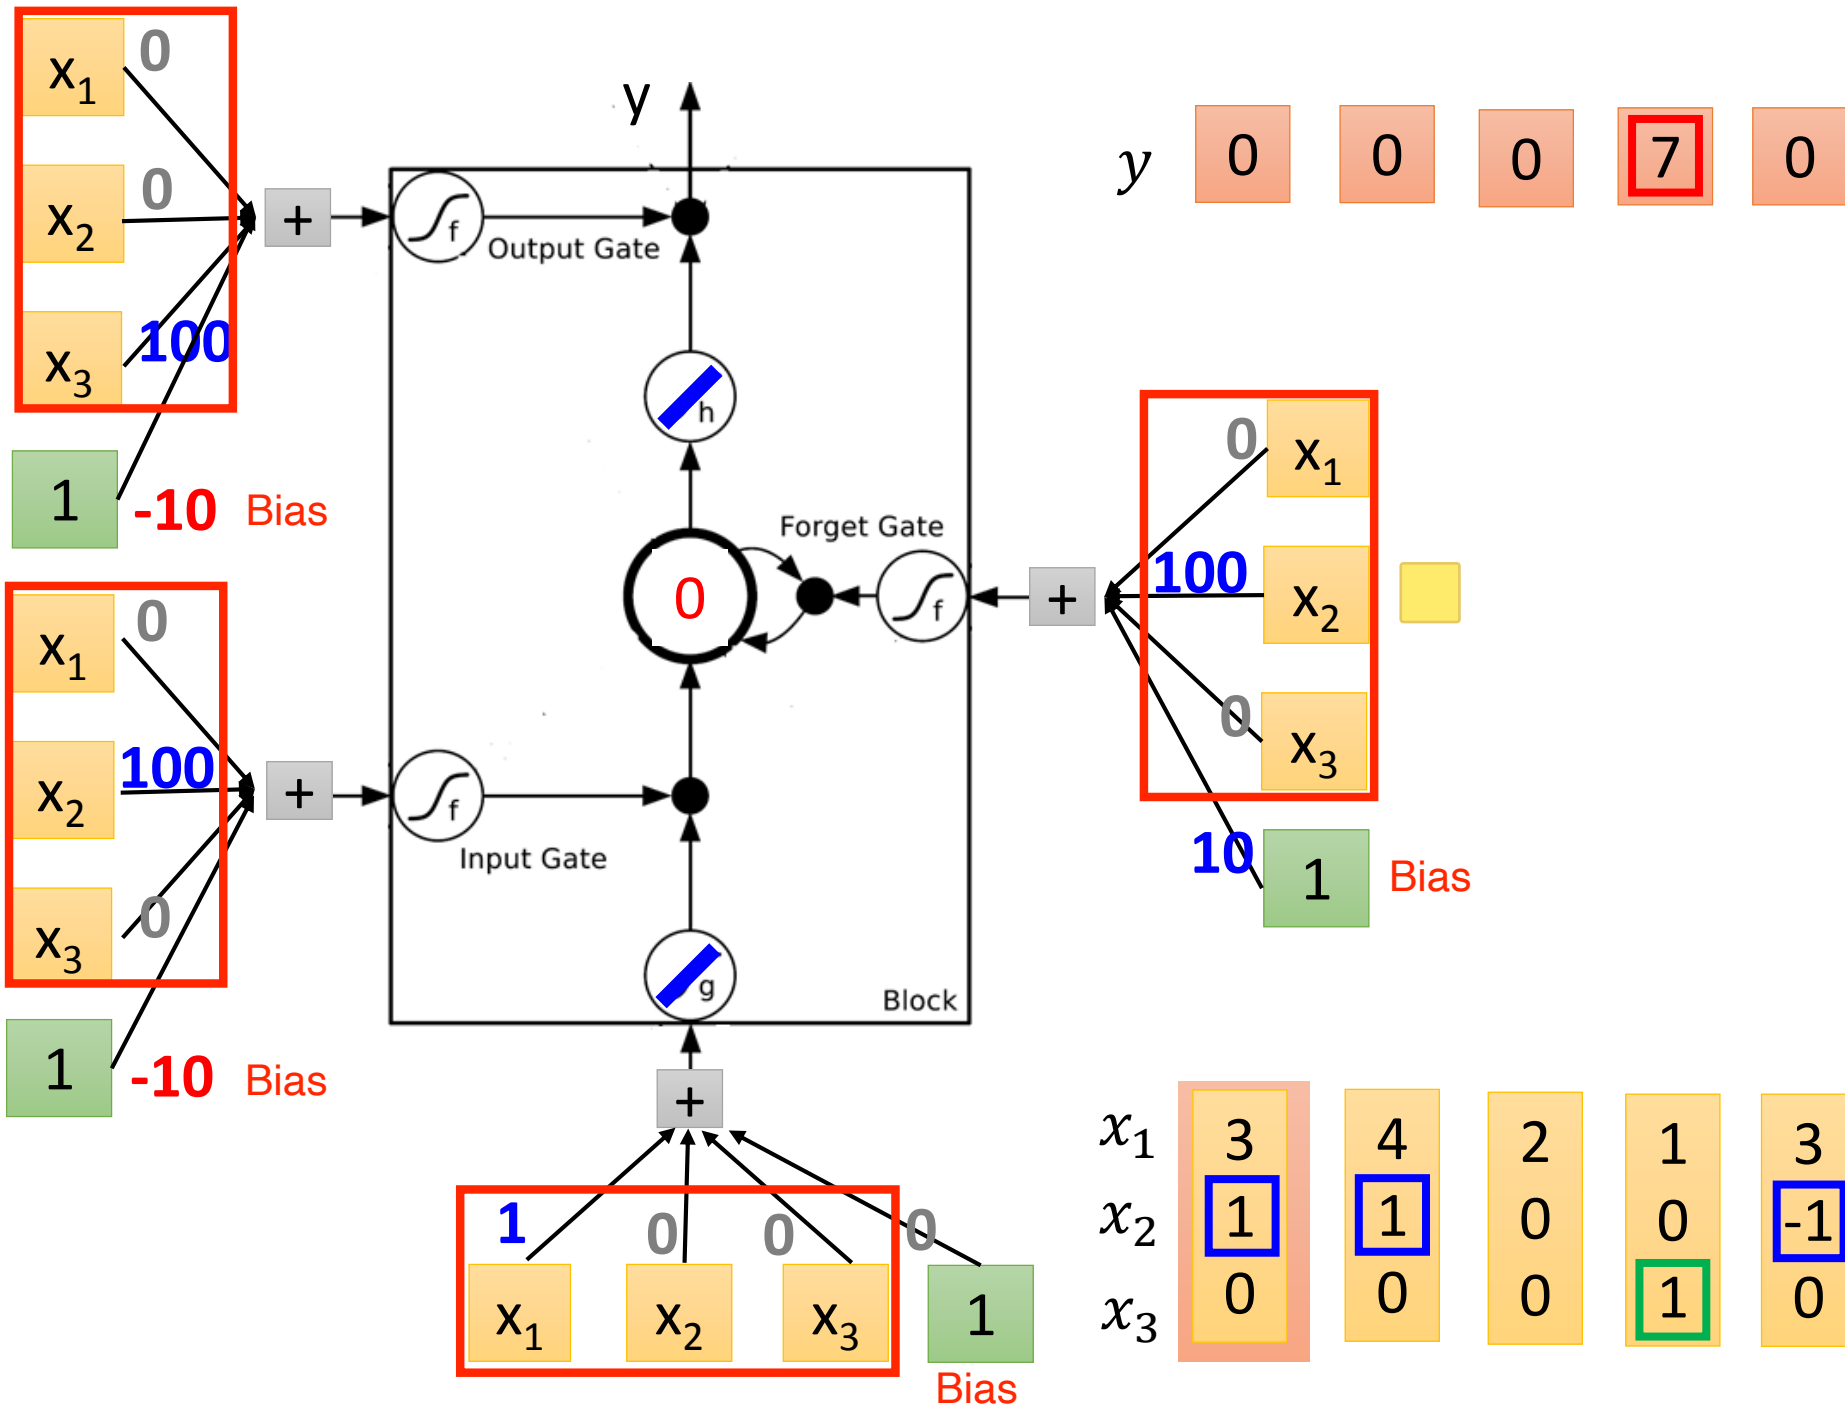 x1 0
x2 0
x3 100
1 -10 Bias
+
y
f
Output Gate
h
Forget Gate
0
f
+
y 0 0 0 7 0
0 x1
100 x2
0 x3
10 1 Bias
x1 0
x2 100
x3 0
1 -10 Bias
+
f
Input Gate
g
Block
+
1 0 0 0
x1 x2 x3 1
Bias
x1 3 4 2 1 3
x2 1 1 0 0 -1
x3 0 0 0 1 0